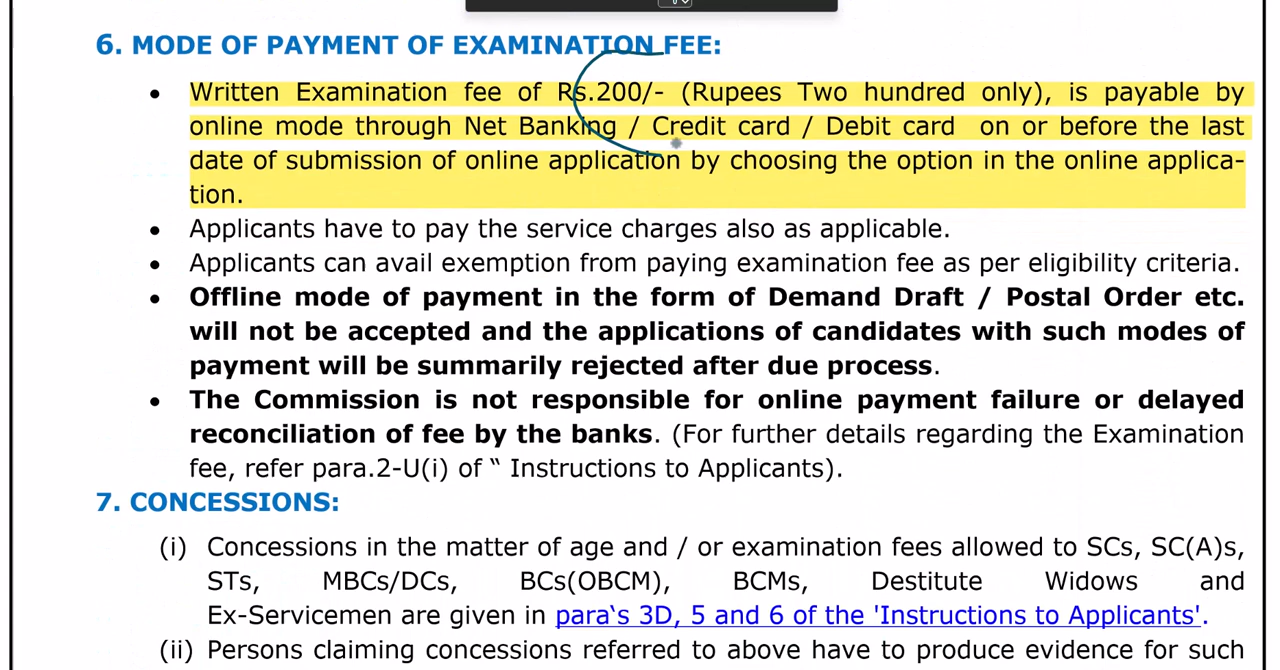 6. MODE OF PAYMENT OF EXAMINATION FEE:
• Written Examination fee of Rs.200/- (Rupees Two hundred only), is payable by
online mode through Net Banking / Credit card / Debit card on or before the last
date of submission of online application by choosing the option in the online applica-
tion.
• Applicants have to pay the service charges also as applicable.
• Applicants can avail exemption from paying examination fee as per eligibility criteria.
• Offline mode of payment in the form of Demand Draft / Postal Order etc.
will not be accepted and the applications of candidates with such modes of
payment will be summarily rejected after due process.
• The Commission is not responsible for online payment failure or delayed
reconciliation of fee by the banks. (For further details regarding the Examination
fee, refer para.2-U(i) of “ Instructions to Applicants).
7. CONCESSIONS:
(i) Concessions in the matter of age and / or examination fees allowed to SCs, SC(A)s,
STs, MBCs/DCs, BCs(OBCM), BCMs, Destitute Widows and
Ex-Servicemen are given in para‛s 3D, 5 and 6 of the 'Instructions to Applicants'.
(ii) Persons claiming concessions referred to above have to produce evidence for such